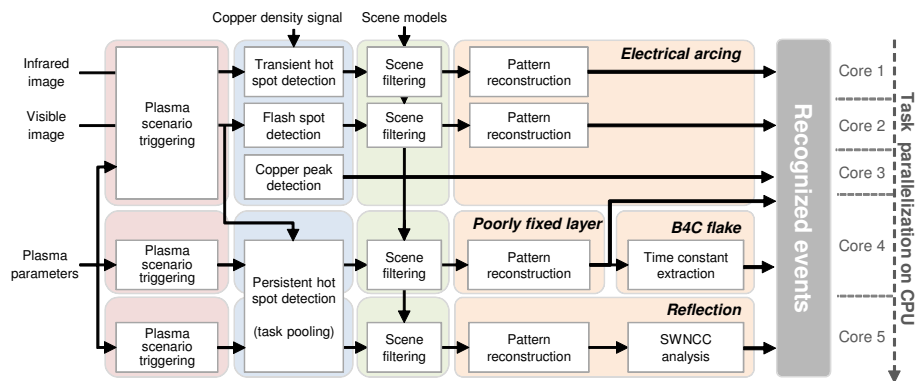 Copper density signal
Scene models
Infrared
image
Visible
image
Plasma
parameters
Plasma
scenario
triggering
Transient hot
spot detection
Scene
filtering
Pattern
reconstruction
Electrical arcing
Flash spot
detection
Scene
filtering
Pattern
reconstruction
Copper peak
detection
Plasma
scenario
triggering
Persistent hot
spot detection
(task pooling)
Scene
filtering
Poorly fixed layer
Pattern
reconstruction
B4C flake
Time constant
extraction
Plasma
scenario
triggering
Scene
filtering
Pattern
reconstruction
Reflection
SWNCC
analysis
Recognized events
Core 1
Core 2
Core 3
Core 4
Core 5
Task parallelization on CPU